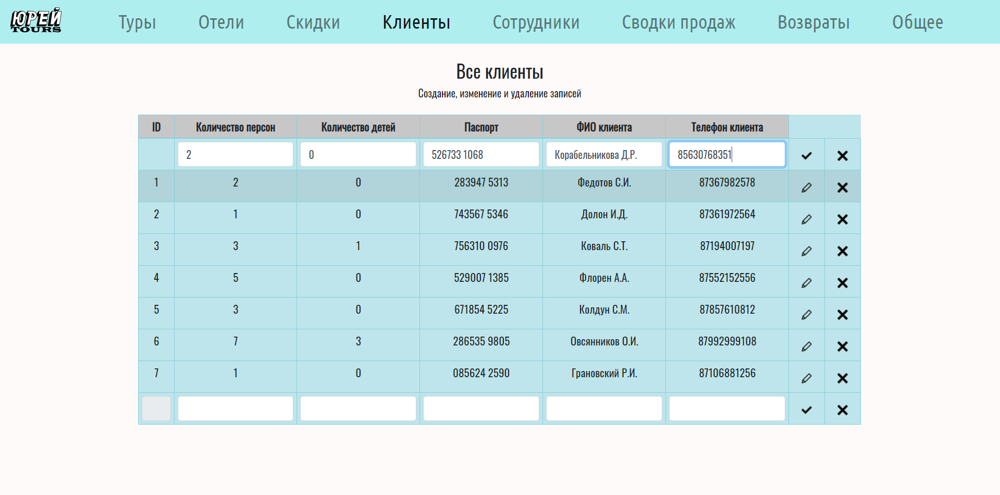 ЮРЕЙ
TOURS
Туры Отели Скидки Клиенты Сотрудники Сводки продаж Возвраты Общее
Все клиенты
Создание, изменение и удаление записей
ID Количество персон Количество детей Паспорт ФИО клиента Телефон клиента
2 0 526733 1068 Корабельникова Д.Р. 85630768351
1 2 0 283947 5313 Федотов С.И. 87367982578
2 1 0 743567 5346 Долон И.Д. 87361972564
3 3 1 756310 0976 Коваль С.Т. 87194007197
4 5 0 529007 1385 Флорен А.А. 87552152556
5 3 0 671854 5225 Колдун С.М. 87857610812
6 7 3 286535 9805 Овсянников О.И. 87992999108
7 1 0 085624 2590 Грановский Р.И. 87106881256